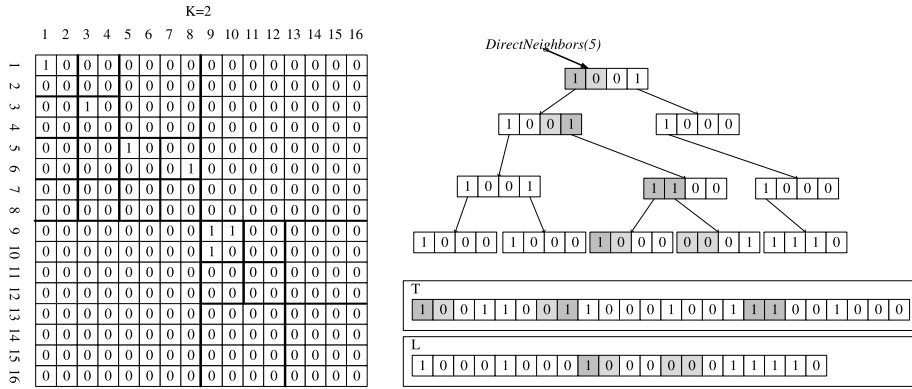 K=2
1 2 3 4 5 6 7 8 9 10 11 12 13 14 15 16
1 1 0 0 0 0 0 0 0 0 0 0 0 0 0 0 0
2 0 0 0 0 0 0 0 0 0 0 0 0 0 0 0 0
3 0 0 1 0 0 0 0 0 0 0 0 0 0 0 0 0
4 0 0 0 0 0 0 0 0 0 0 0 0 0 0 0 0
5 0 0 0 0 1 0 0 0 0 0 0 0 0 0 0 0
6 0 0 0 0 0 0 0 1 0 0 0 0 0 0 0 0
7 0 0 0 0 0 0 0 0 0 0 0 0 0 0 0 0
8 0 0 0 0 0 0 0 0 0 0 0 0 0 0 0 0
9 0 0 0 0 0 0 0 0 1 1 0 0 0 0 0 0
10 0 0 0 0 0 0 0 0 1 0 0 0 0 0 0 0
11 0 0 0 0 0 0 0 0 0 0 0 0 0 0 0 0
12 0 0 0 0 0 0 0 0 0 0 0 0 0 0 0 0
13 0 0 0 0 0 0 0 0 0 0 0 0 0 0 0 0
14 0 0 0 0 0 0 0 0 0 0 0 0 0 0 0 0
15 0 0 0 0 0 0 0 0 0 0 0 0 0 0 0 0
16 0 0 0 0 0 0 0 0 0 0 0 0 0 0 0 0
DirectNeighbors(5)
1 0 0 1
1 0 0 1 1 0 0 0
1 0 0 1 1 1 0 0 1 0 0 0
1 0 0 0 1 0 0 0 1 0 0 0 0 0 0 1 1 1 1 0
T
1 0 0 1 1 0 0 1 1 0 0 0 1 0 0 1 1 1 0 0 1 0 0 0
L
1 0 0 0 1 0 0 0 1 0 0 0 0 0 0 1 1 1 1 0